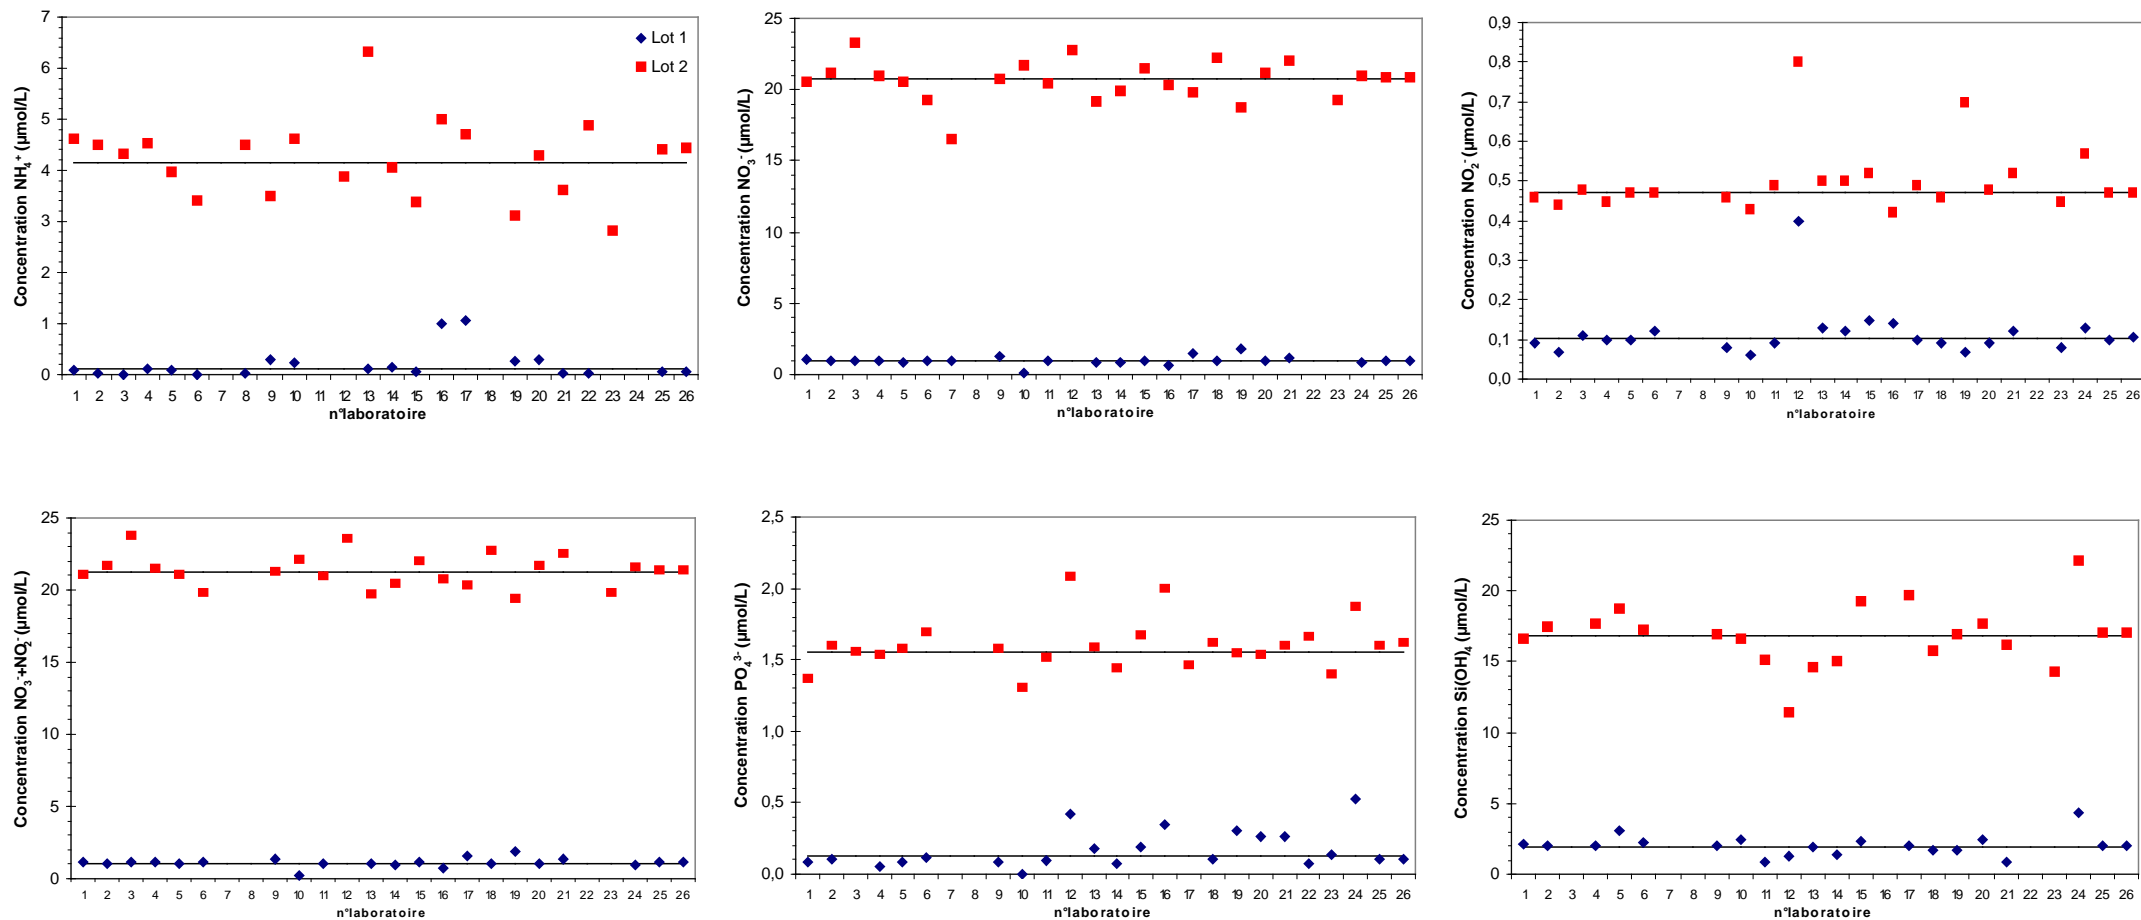 Concentration NH₄⁺ (µmol/L)
7
6
5
4
3
2
1
0
Lot 1
Lot 2
1 2 3 4 5 6 7 8 9 10 11 12 13 14 15 16 17 18 19 20 21 22 23 24 25 26
n°laboratoire
Concentration NO₃⁻ (µmol/L)
25
20
15
10
5
0
1 2 3 4 5 6 7 8 9 10 11 12 13 14 15 16 17 18 19 20 21 22 23 24 25 26
n°laboratoire
Concentration NO₂⁻ (µmol/L)
0,9
0,8
0,7
0,6
0,5
0,4
0,3
0,2
0,1
0,0
1 2 3 4 5 6 7 8 9 10 11 12 13 14 15 16 17 18 19 20 21 22 23 24 25 26
n°laboratoire
Concentration NO₃⁻+NO₂⁻ (µmol/L)
25
20
15
10
5
0
1 2 3 4 5 6 7 8 9 10 11 12 13 14 15 16 17 18 19 20 21 22 23 24 25 26
n°laboratoire
Concentration PO₄³⁻ (µmol/L)
2,5
2,0
1,5
1,0
0,5
0,0
1 2 3 4 5 6 7 8 9 10 11 12 13 14 15 16 17 18 19 20 21 22 23 24 25 26
n°laboratoire
Concentration Si(OH)₄ (µmol/L)
25
20
15
10
5
0
1 2 3 4 5 6 7 8 9 10 11 12 13 14 15 16 17 18 19 20 21 22 23 24 25 26
n°laboratoire